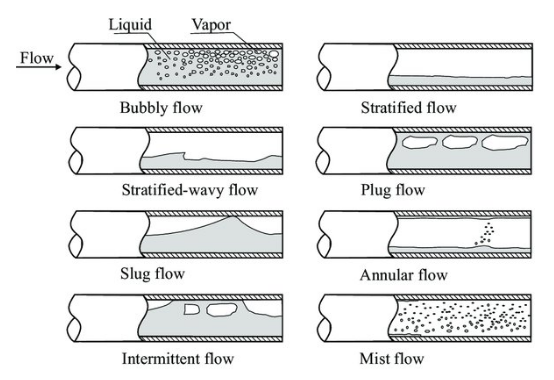 Liquid Vapor
Flow
Bubbly flow Stratified flow
Stratified-wavy flow Plug flow
Slug flow Annular flow
Intermittent flow Mist flow